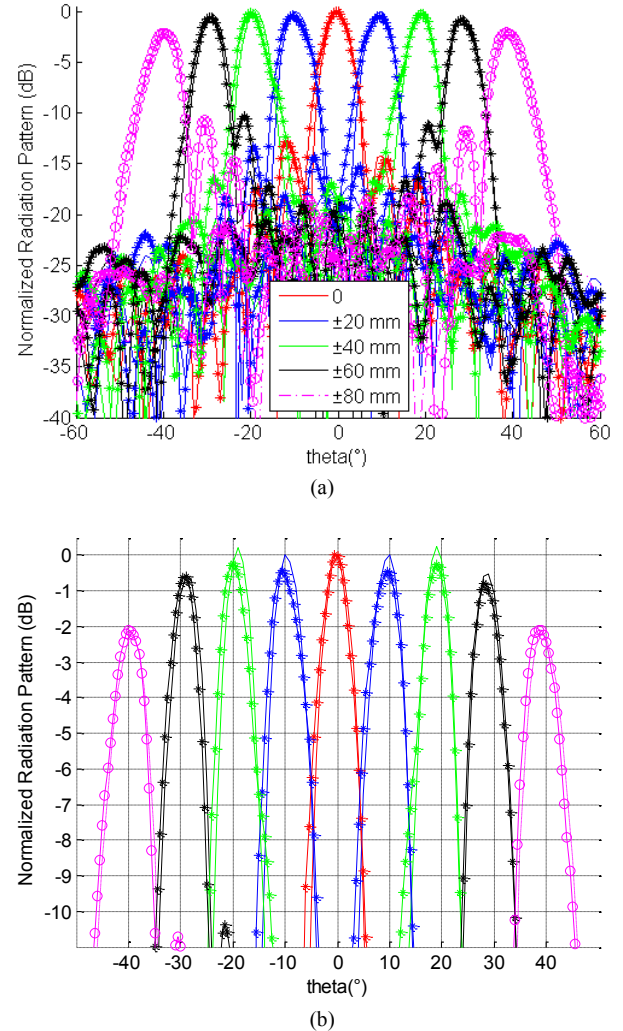 0
-5
-10
-15
-20
-25
-30
-35
-40
Normalized Radiation Pattern (dB)
0
±20 mm
±40 mm
±60 mm
±80 mm
-60 -40 -20 0 20 40 60
theta(°)
(a)
0
-1
-2
-3
-4
-5
-6
-7
-8
-9
-10
Normalized Radiation Pattern (dB)
-40 -30 -20 -10 0 10 20 30 40
theta(°)
(b)